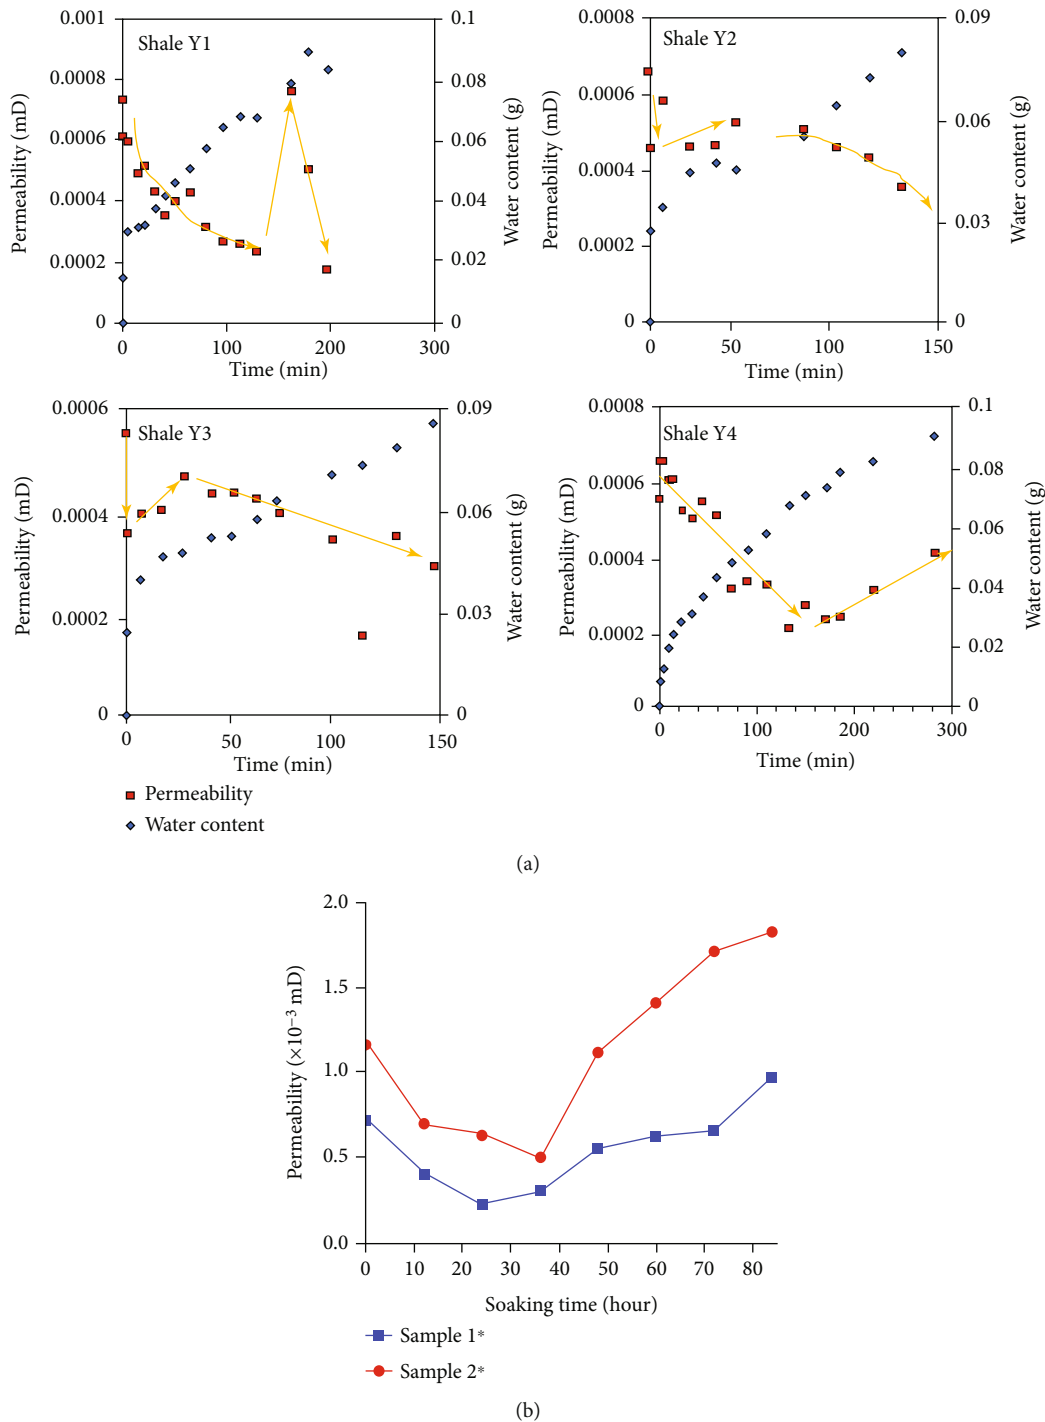 Shale Y1
Permeability (mD)
0.001
0.0008
0.0006
0.0004
0.0002
0
0.1
0.08
0.06
0.04
0.02
0
Water content (g)
0 100 200 300
Time (min)
Shale Y2
Permeability (mD)
0.0008
0.0006
0.0004
0.0002
0
0.09
0.06
0.03
0
Water content (g)
0 50 100 150
Time (min)
Shale Y3
Permeability (mD)
0.0006
0.0004
0.0002
0
0.09
0.06
0.03
0
Water content (g)
0 50 100 150
Time (min)
Shale Y4
Permeability (mD)
0.0008
0.0006
0.0004
0.0002
0
0.1
0.08
0.06
0.04
0.02
0
Water content (g)
0 100 200 300
Time (min)
Permeability
Water content
(a)
Permeability (×10⁻³ mD)
2.0
1.5
1.0
0.5
0.0
0 10 20 30 40 50 60 70 80
Soaking time (hour)
Sample 1*
Sample 2*
(b)